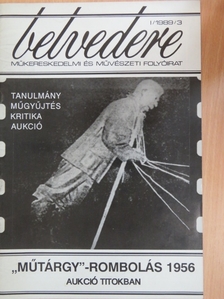 I/1989/3
belvedere
MŰKERESKEDELMI ÉS MŰVÉSZETI FOLYÓIRAT
TANULMÁNY
MŰGYŰJTÉS
KRITIKA
AUKCIÓ
„MŰTÁRGY”-ROMBOLÁS 1956
AUKCIÓ TITOKBAN